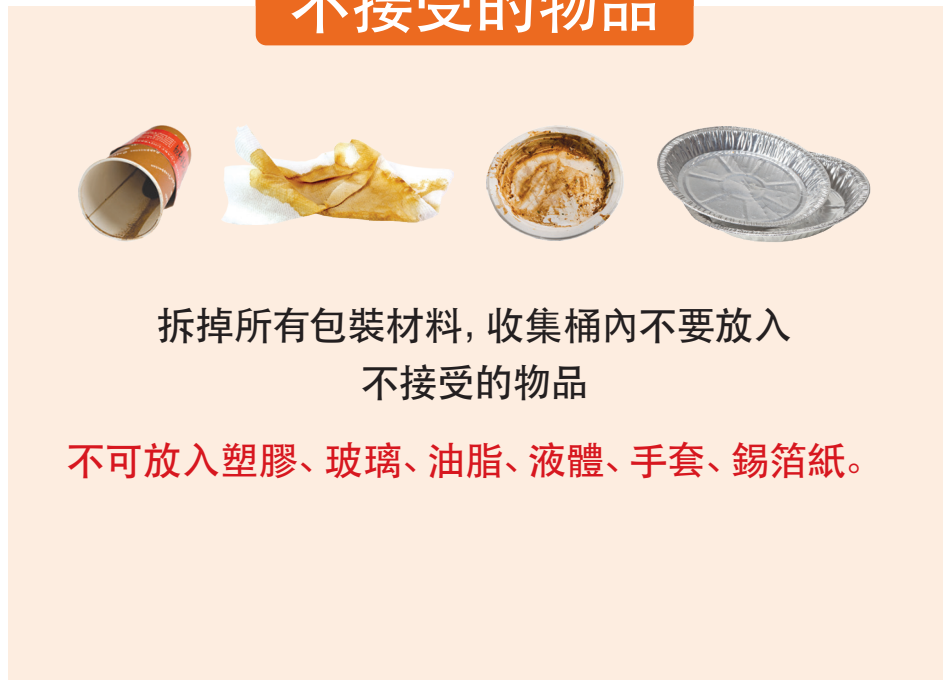 不接受的物品
拆掉所有包裝材料, 收集桶內不要放入
不接受的物品
不可放入塑膠、玻璃、油脂、液體、手套、錫箔紙。